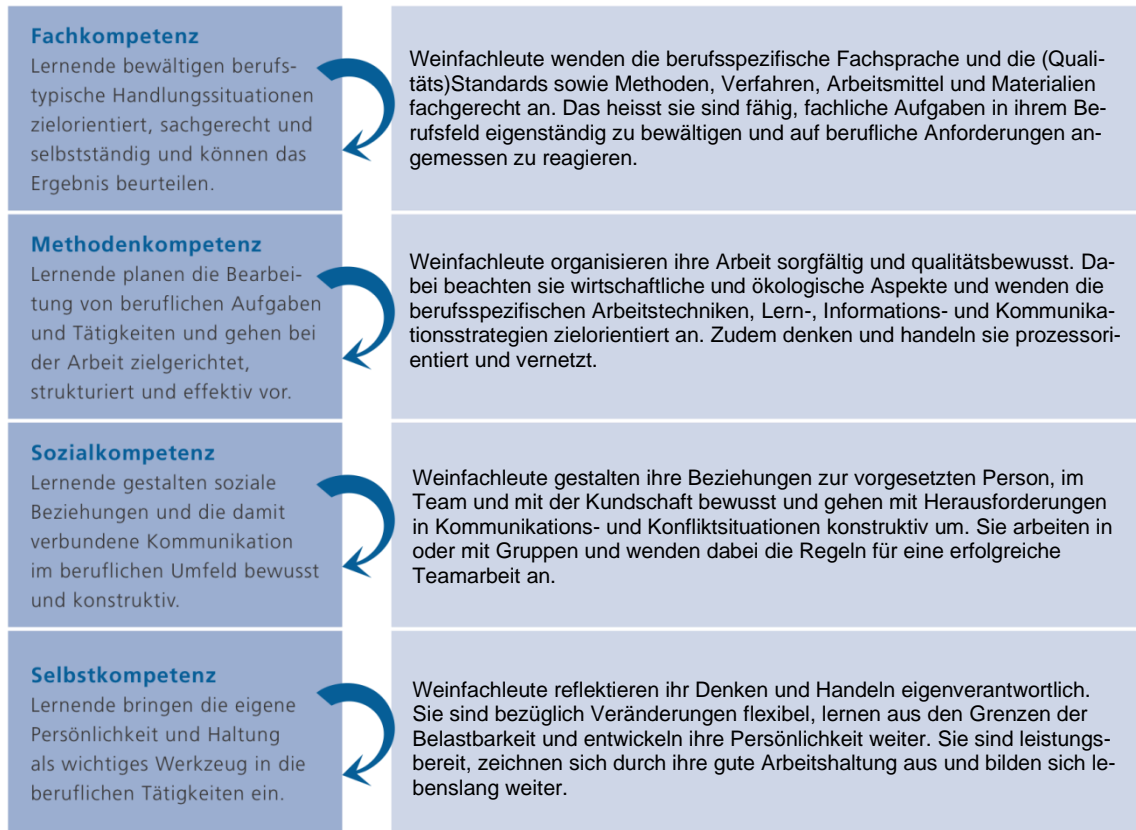 Fachkompetenz
Lernende bewältigen berufs-
typische Handlungssituationen
zielorientiert, sachgerecht und
selbstständig und können das
Ergebnis beurteilen.
Weinfachleute wenden die berufsspezifische Fachsprache und die (Quali-
täts)Standards sowie Methoden, Verfahren, Arbeitsmittel und Materialien
fachgerecht an. Das heisst sie sind fähig, fachliche Aufgaben in ihrem Be-
rufsfeld eigenständig zu bewältigen und auf berufliche Anforderungen an-
gemessen zu reagieren.
Methodenkompetenz
Lernende planen die Bearbei-
tung von beruflichen Aufgaben
und Tätigkeiten und gehen bei
der Arbeit zielgerichtet,
strukturiert und effektiv vor.
Weinfachleute organisieren ihre Arbeit sorgfältig und qualitätsbewusst. Da-
bei beachten sie wirtschaftliche und ökologische Aspekte und wenden die
berufsspezifischen Arbeitstechniken, Lern-, Informations- und Kommunika-
tionsstrategien zielorientiert an. Zudem denken und handeln sie prozessori-
entiert und vernetzt.
Sozialkompetenz
Lernende gestalten soziale
Beziehungen und die damit
verbundene Kommunikation
im beruflichen Umfeld bewusst
und konstruktiv.
Weinfachleute gestalten ihre Beziehungen zur vorgesetzten Person, im
Team und mit der Kundschaft bewusst und gehen mit Herausforderungen
in Kommunikations- und Konfliktsituationen konstruktiv um. Sie arbeiten in
oder mit Gruppen und wenden dabei die Regeln für eine erfolgreiche
Teamarbeit an.
Selbstkompetenz
Lernende bringen die eigene
Persönlichkeit und Haltung
als wichtiges Werkzeug in die
beruflichen Tätigkeiten ein.
Weinfachleute reflektieren ihr Denken und Handeln eigenverantwortlich.
Sie sind bezüglich Veränderungen flexibel, lernen aus den Grenzen der
Belastbarkeit und entwickeln ihre Persönlichkeit weiter. Sie sind leistungs-
bereit, zeichnen sich durch ihre gute Arbeitshaltung aus und bilden sich le-
benslang weiter.